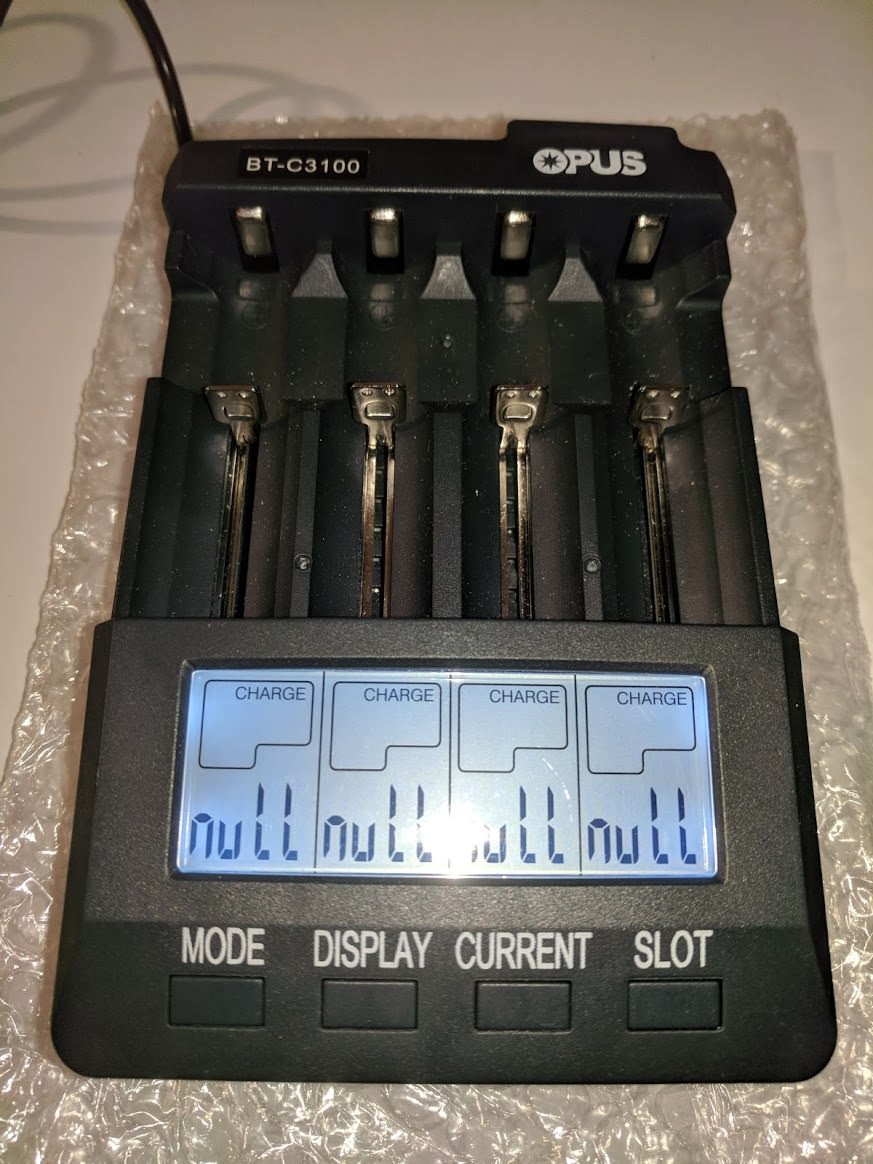 BT-C3100 OPUS
CHARGE CHARGE CHARGE CHARGE
null null null null
MODE DISPLAY CURRENT SLOT